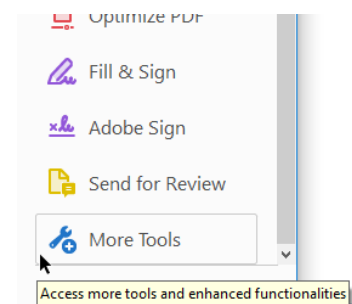 Optimize PDF
Fill & Sign
Adobe Sign
Send for Review
More Tools
Access more tools and enhanced functionalities